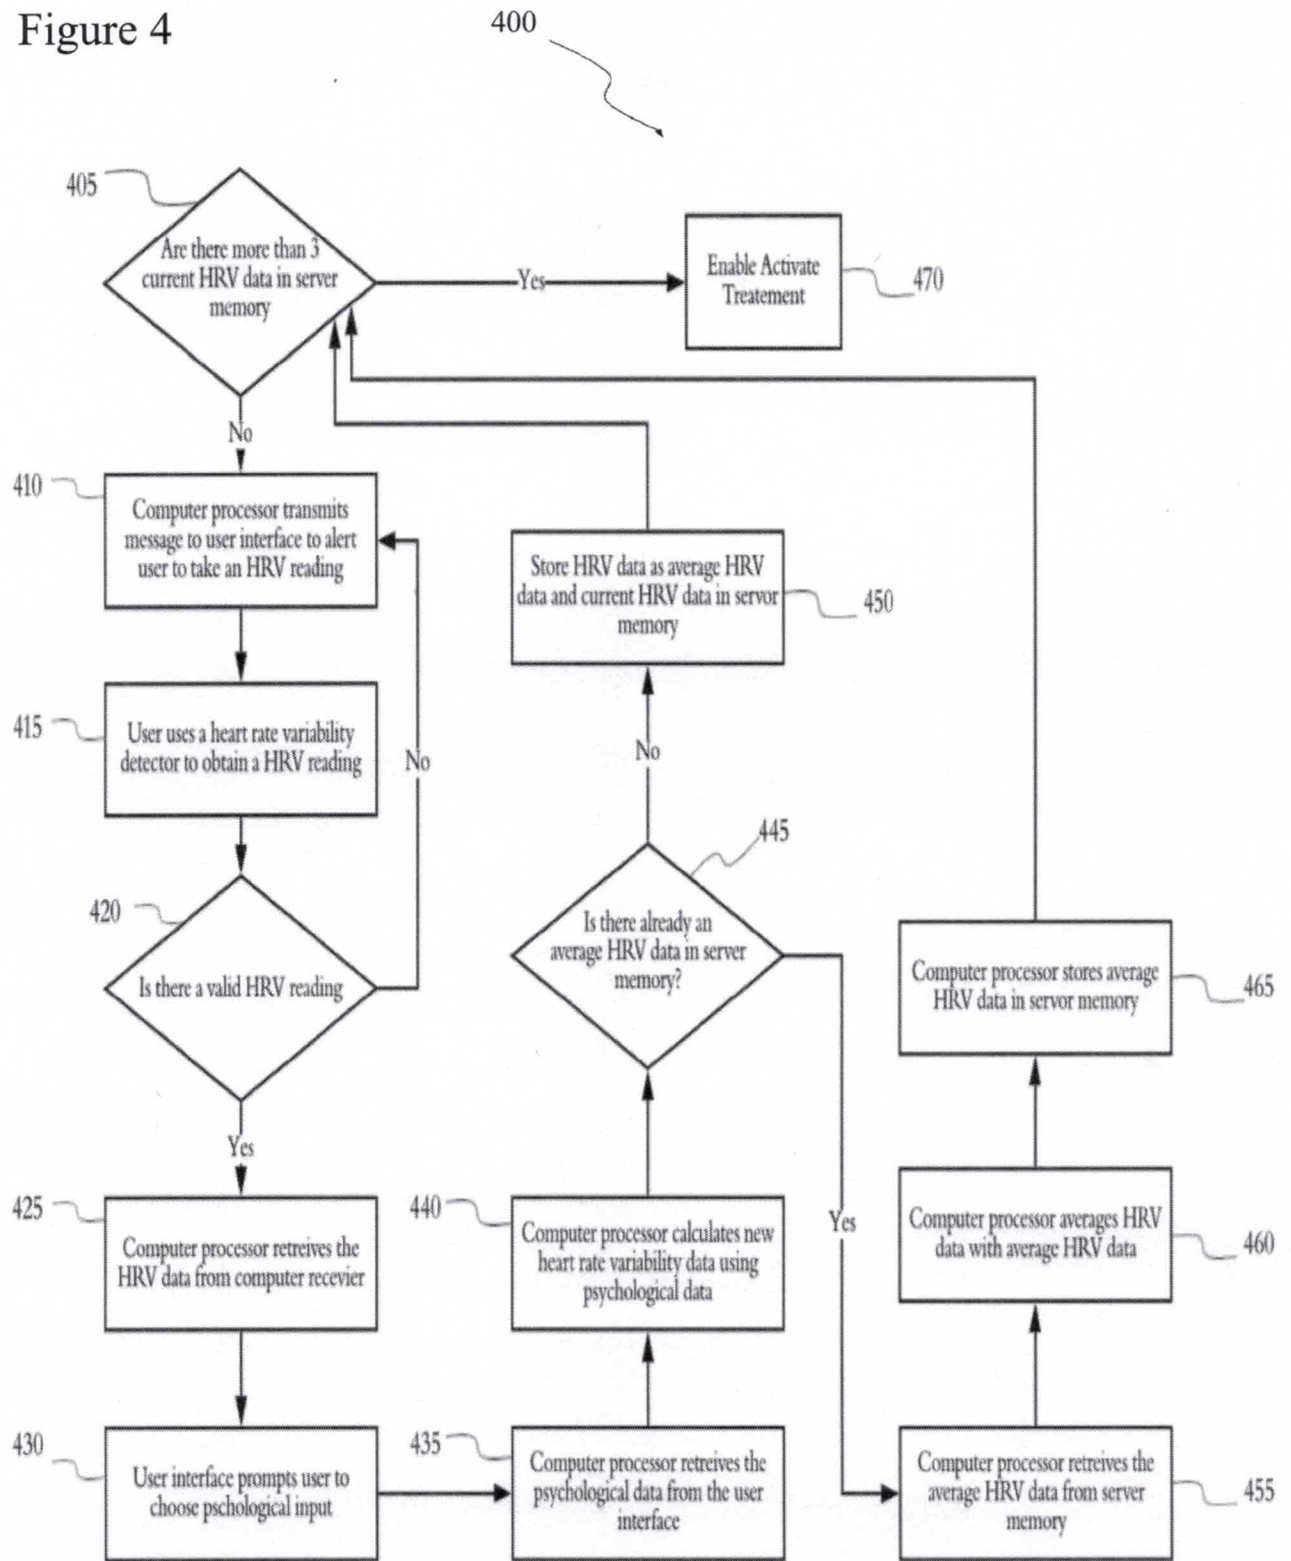 Figure 4
400
405
Are there more than 3
current HRV data in server
memory
Yes
Enable Activate
Treatement
470
No
410
Computer processor transmits
message to user interface to alert
user to take an HRV reading
415
User uses a heart rate variability
detector to obtain a HRV reading
No
420
Is there a valid HRV reading
Yes
425
Computer processor retreives the
HRV data from computer recevier
430
User interface prompts user to
choose pschological input
435
Computer processor retreives the
psychological data from the user
interface
440
Computer processor calculates new
heart rate variability data using
psychological data
445
Is there already an
average HRV data in server
memory?
No
450
Store HRV data as average HRV
data and current HRV data in servor
memory
Yes
455
Computer processor retreives the
average HRV data from server
memory
460
Computer processor averages HRV
data with average HRV data
465
Computer processor stores average
HRV data in servor memory